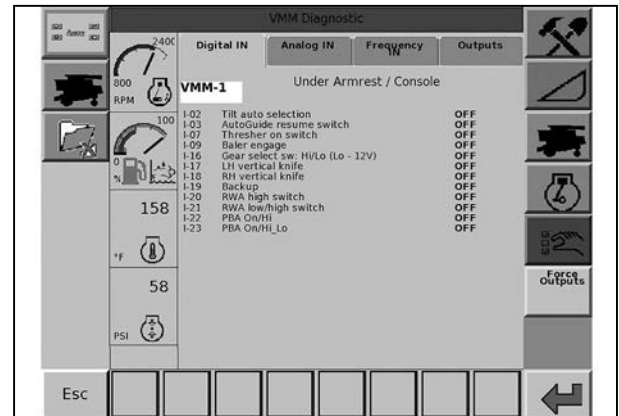 VMM Diagnostic
Fusion
2400
800
RPM
100
0
%
158
°F
58
PSI
Digital IN
Analog IN
Frequency
IN
Outputs
VMM-1
Under Armrest / Console
I-02 Tilt auto selection OFF
I-03 AutoGuide resume switch OFF
I-07 Thresher on switch OFF
I-09 Baler engage OFF
I-16 Gear select sw: Hi/Lo (Lo - 12V) OFF
I-17 LH vertical knife OFF
I-18 RH vertical knife OFF
I-19 Backup OFF
I-20 RWA high switch OFF
I-21 RWA low/high switch OFF
I-22 PBA On/Hi OFF
I-23 PBA On/Hi_Lo OFF
Force
Outputs
Esc